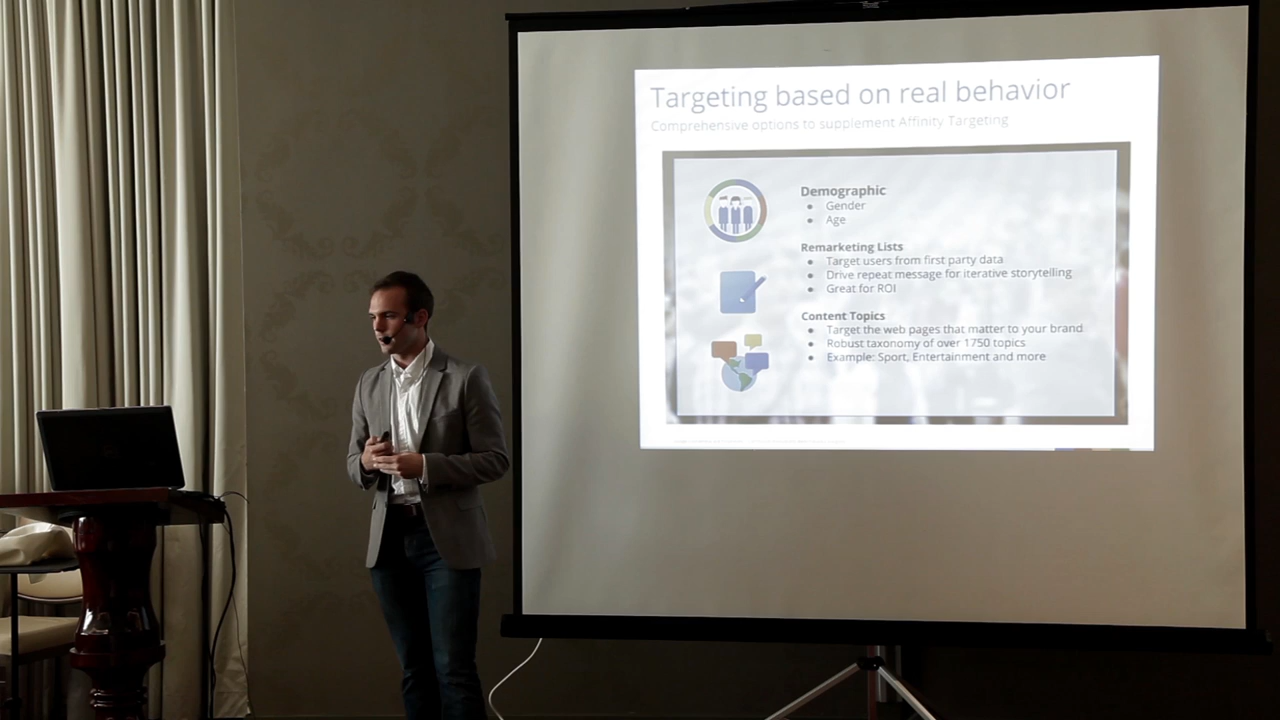 Targeting based on real behavior
Comprehensive options to supplement Affinity Targeting
Demographic
• Gender
• Age
Remarketing Lists
• Target users from first party data
• Drive repeat message for iterative storytelling
• Great for ROI
Content Topics
• Target the web pages that matter to your brand
• Robust taxonomy of over 1750 topics
• Example: Sport, Entertainment and more